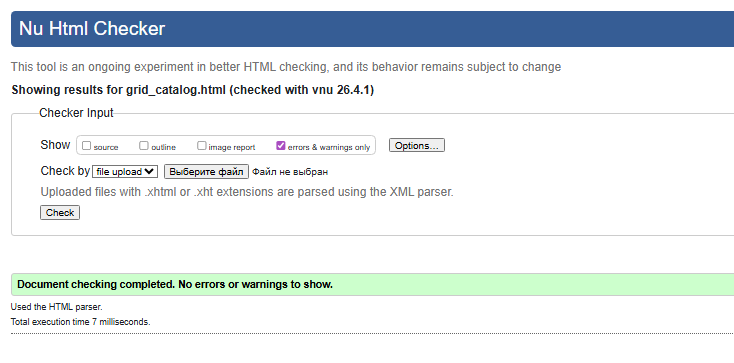 Nu Html Checker
This tool is an ongoing experiment in better HTML checking, and its behavior remains subject to change
Showing results for grid_catalog.html (checked with vnu 26.4.1)
Checker Input
Show source outline image report errors & warnings only Options...
Check by file upload Выберите файл Файл не выбран
Uploaded files with .xhtml or .xht extensions are parsed using the XML parser.
Check
Document checking completed. No errors or warnings to show.
Used the HTML parser.
Total execution time 7 milliseconds.